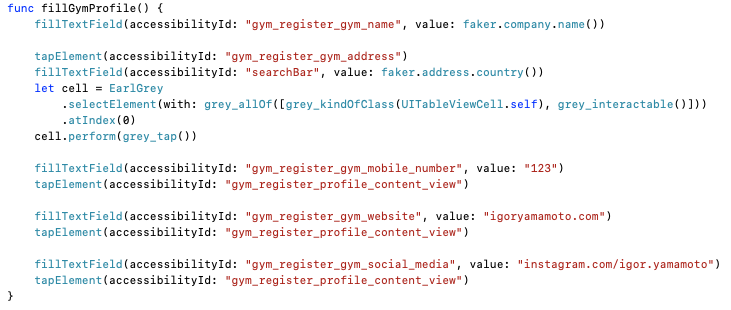 func fillGymProfile() {
    fillTextField(accessibilityId: "gym_register_gym_name", value: faker.company.name())

    tapElement(accessibilityId: "gym_register_gym_address")
    fillTextField(accessibilityId: "searchBar", value: faker.address.country())
    let cell = EarlGrey
        .selectElement(with: grey_allOf([grey_kindOfClass(UITableViewCell.self), grey_interactable()]))
        .atIndex(0)
    cell.perform(grey_tap())

    fillTextField(accessibilityId: "gym_register_gym_mobile_number", value: "123")
    tapElement(accessibilityId: "gym_register_profile_content_view")

    fillTextField(accessibilityId: "gym_register_gym_website", value: "igoryamamoto.com")
    tapElement(accessibilityId: "gym_register_profile_content_view")

    fillTextField(accessibilityId: "gym_register_gym_social_media", value: "instagram.com/igor.yamamoto")
    tapElement(accessibilityId: "gym_register_profile_content_view")
}